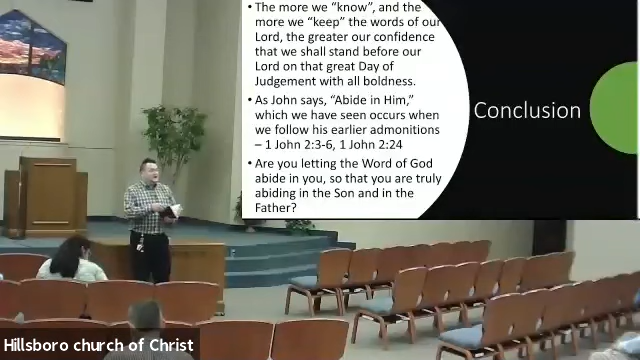 • The more we “know”, and the
more we “keep” the words of our
Lord, the greater our confidence
that we shall stand before our
Lord on that great Day of
Judgement with all boldness.
• As John says, “Abide in Him,”
which we have seen occurs when
we follow his earlier admonitions
– 1 John 2:3-6, 1 John 2:24
• Are you letting the Word of God
abide in you, so that you are truly
abiding in the Son and in the
Father?
Conclusion
Hillsboro church of Christ